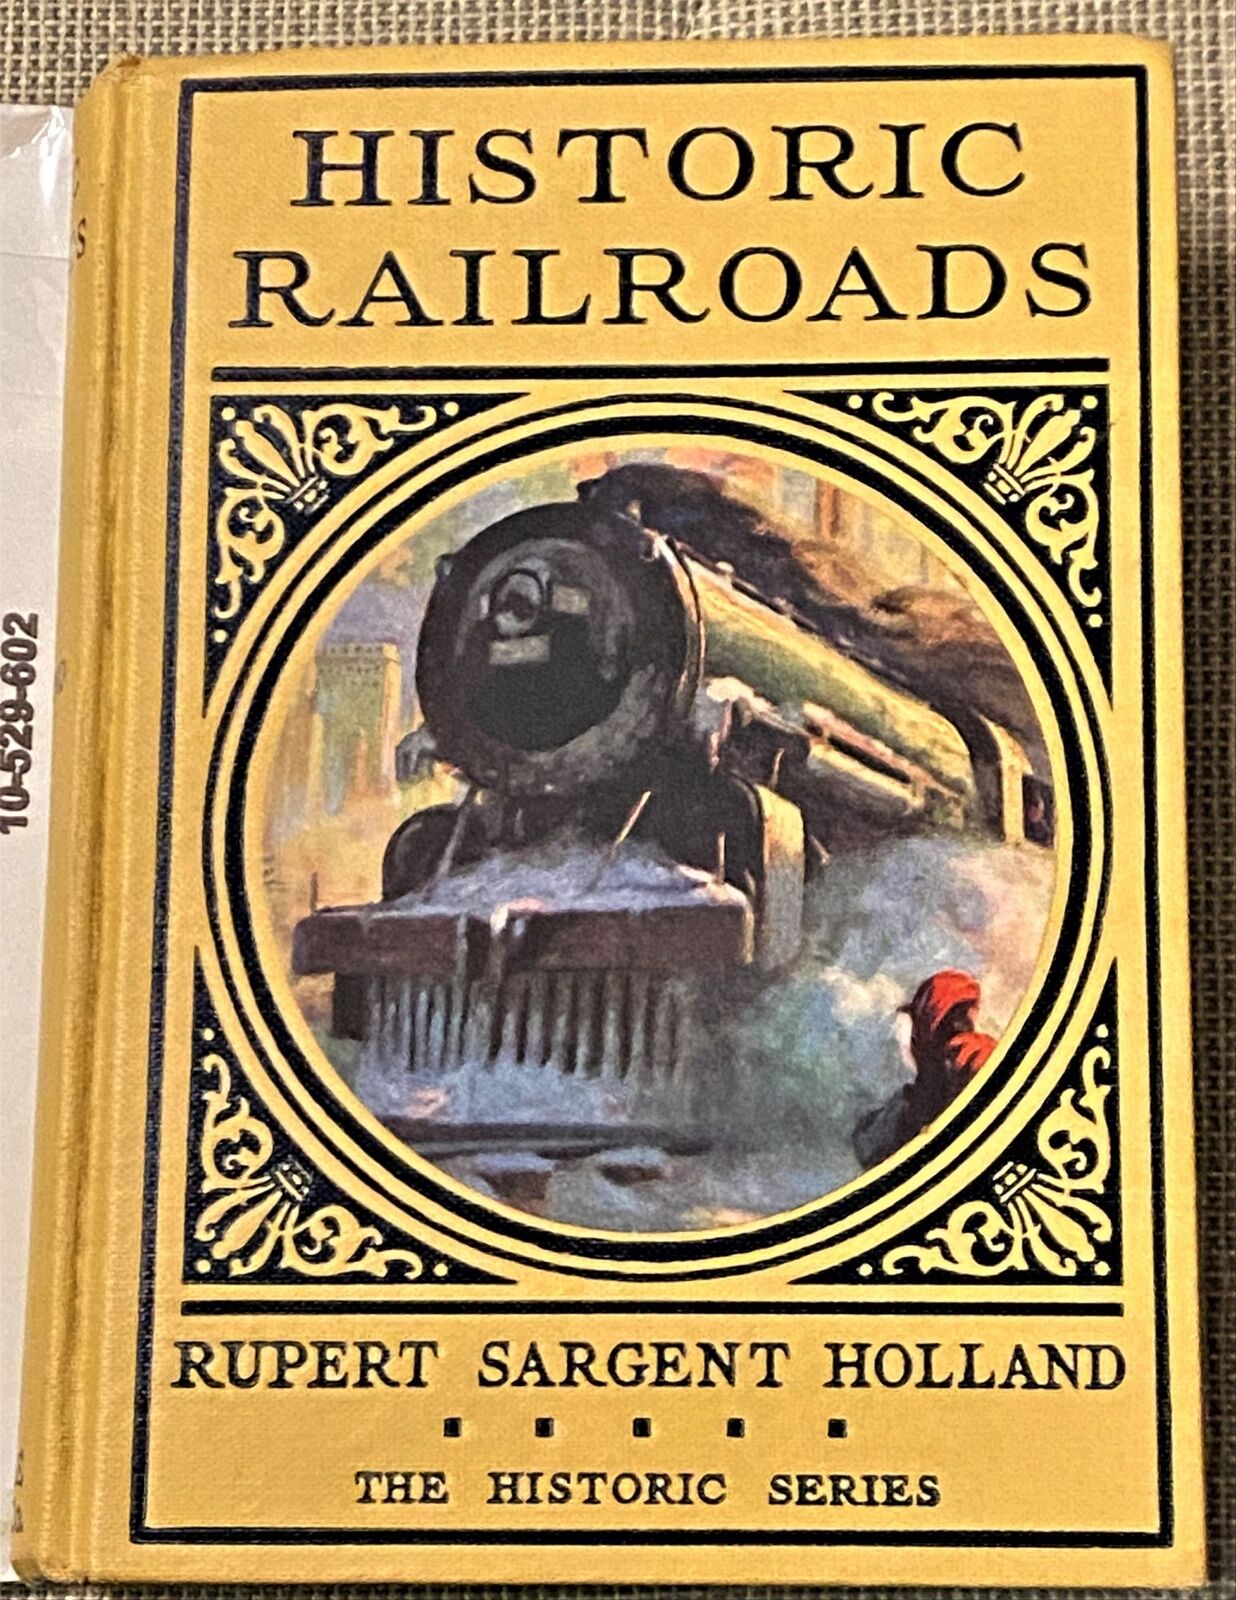 HISTORIC
RAILROADS
RUPERT SARGENT HOLLAND
THE HISTORIC SERIES
10-529-602